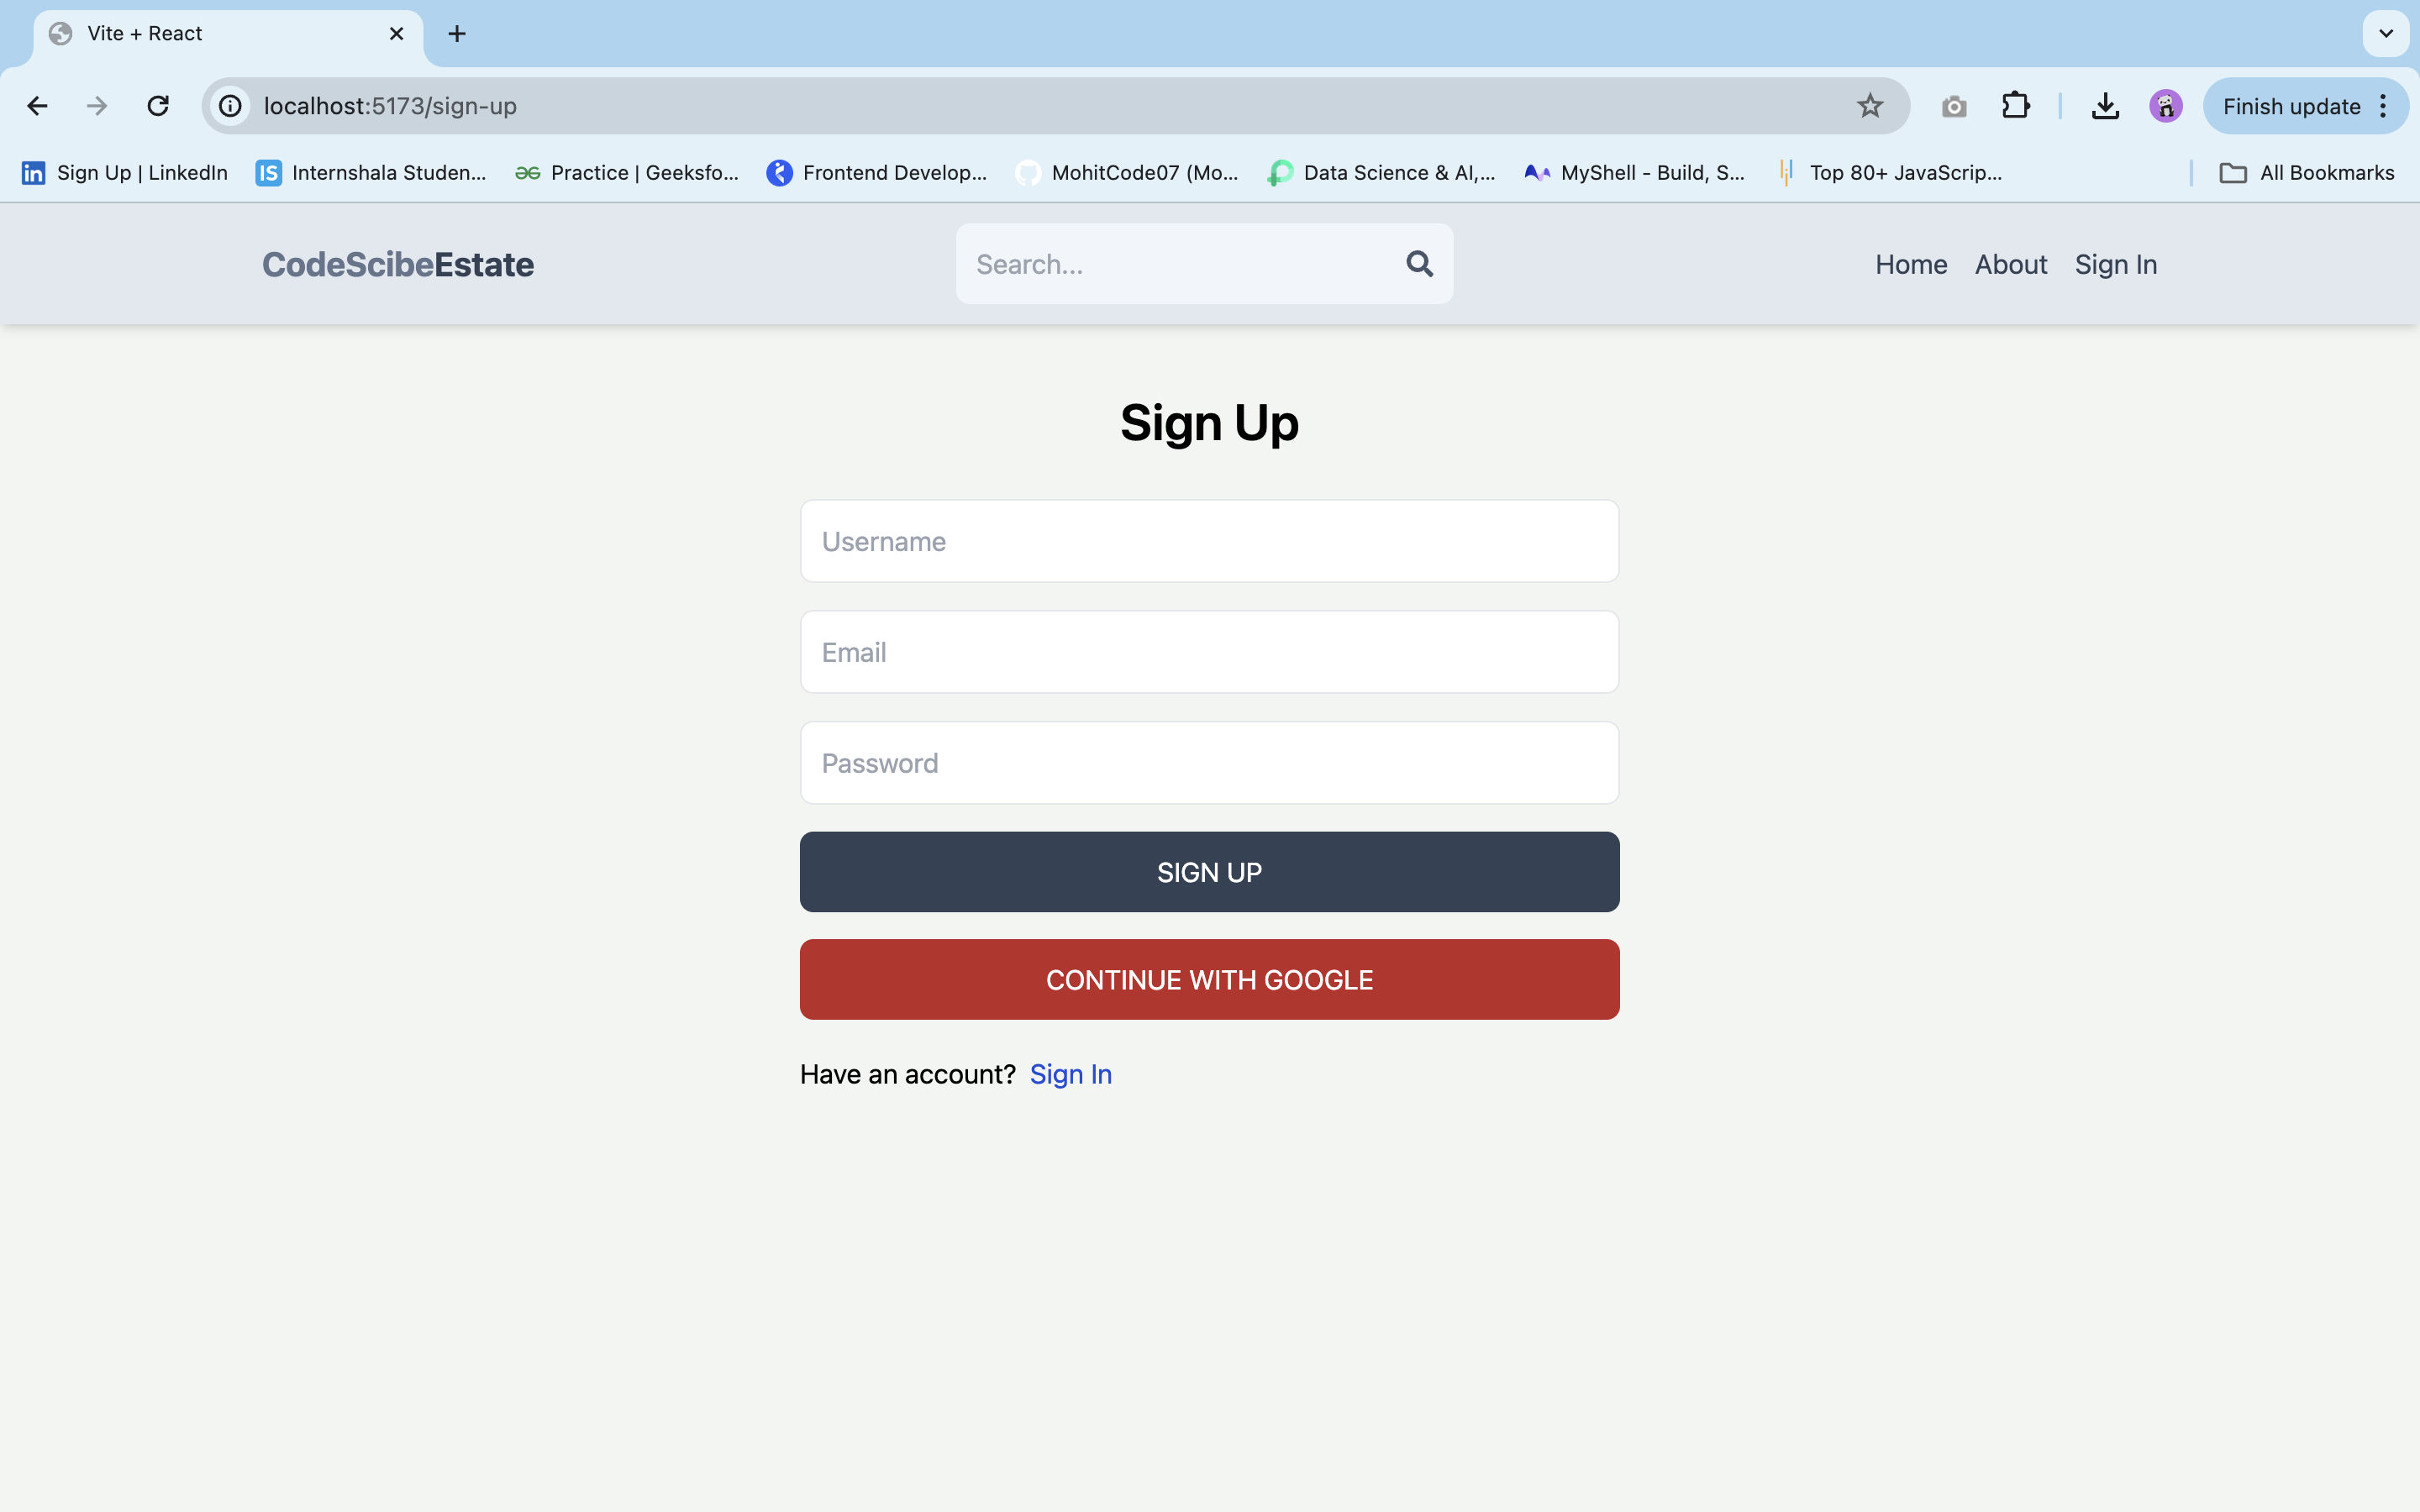 Vite + React
localhost:5173/sign-up
Finish update
Sign Up | LinkedIn
IS Internshala Studen...
Practice | Geeksfo...
Frontend Develop...
MohitCode07 (Mo...
Data Science & AI,...
MyShell - Build, S...
Top 80+ JavaScrip...
All Bookmarks
CodeScibeEstate
Search...
Home About Sign In
Sign Up
Username
Email
Password
SIGN UP
CONTINUE WITH GOOGLE
Have an account? Sign In